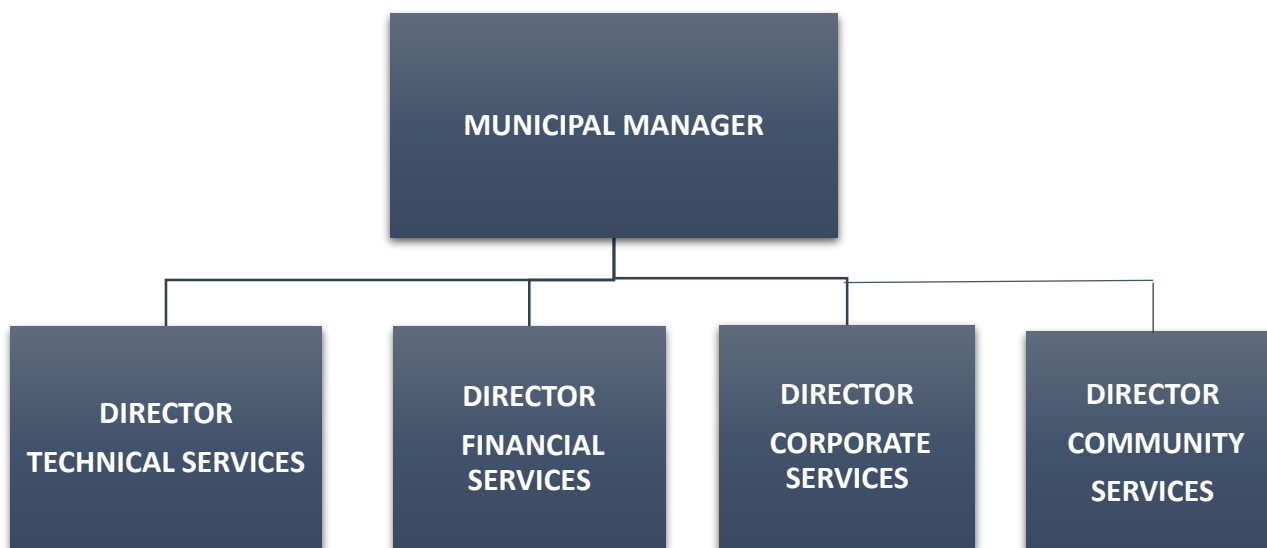 MUNICIPAL MANAGER
DIRECTOR
TECHNICAL SERVICES
DIRECTOR
FINANCIAL
SERVICES
DIRECTOR
CORPORATE
SERVICES
DIRECTOR
COMMUNITY
SERVICES